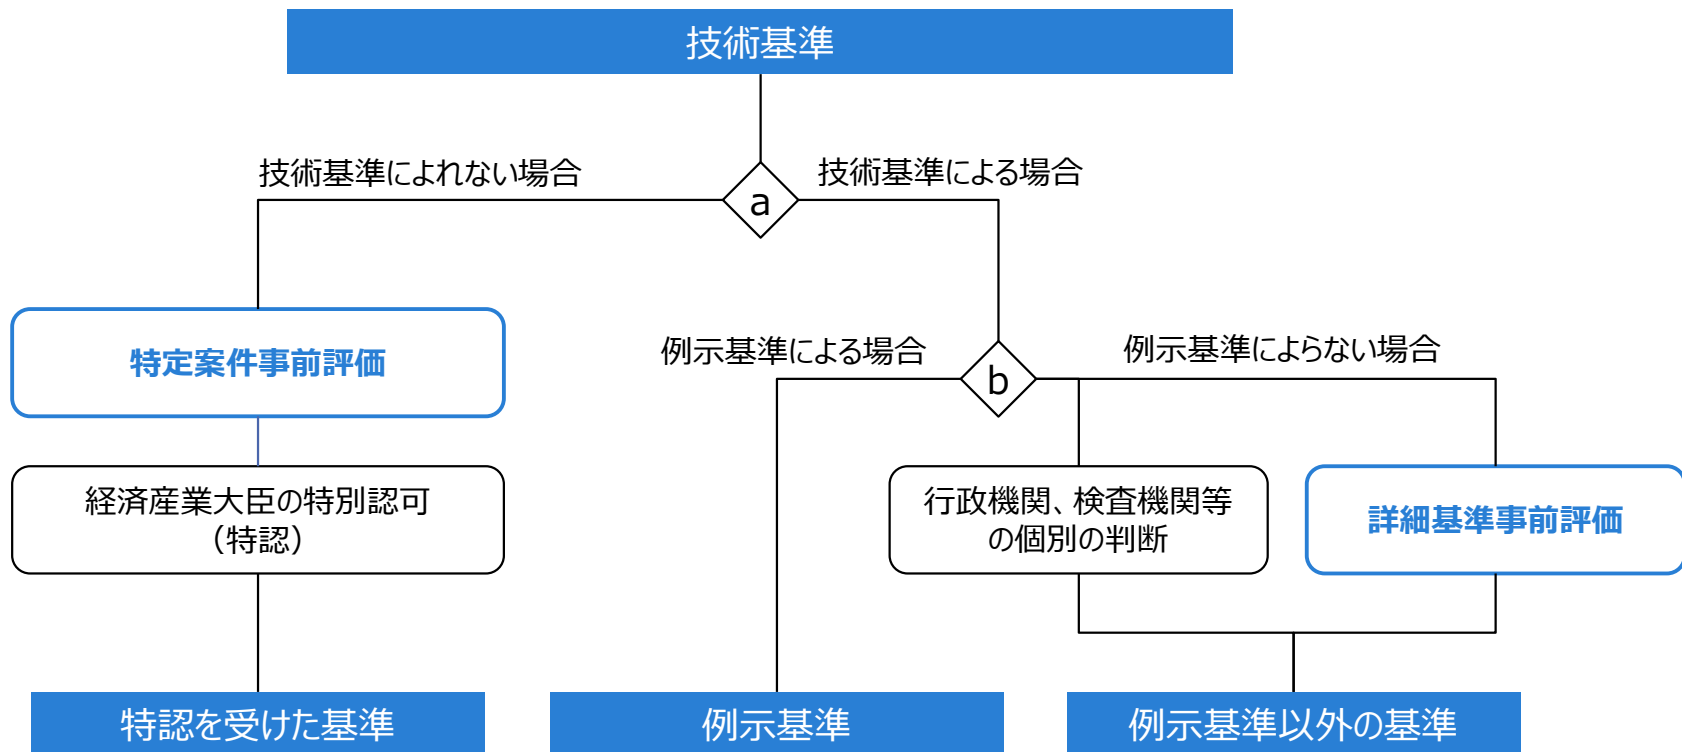 技術基準
技術基準によれない場合
技術基準による場合
a
特定案件事前評価
例示基準による場合
例示基準によらない場合
b
経済産業大臣の特別認可
（特認）
行政機関、検査機関等
の個別の判断
詳細基準事前評価
特認を受けた基準
例示基準
例示基準以外の基準